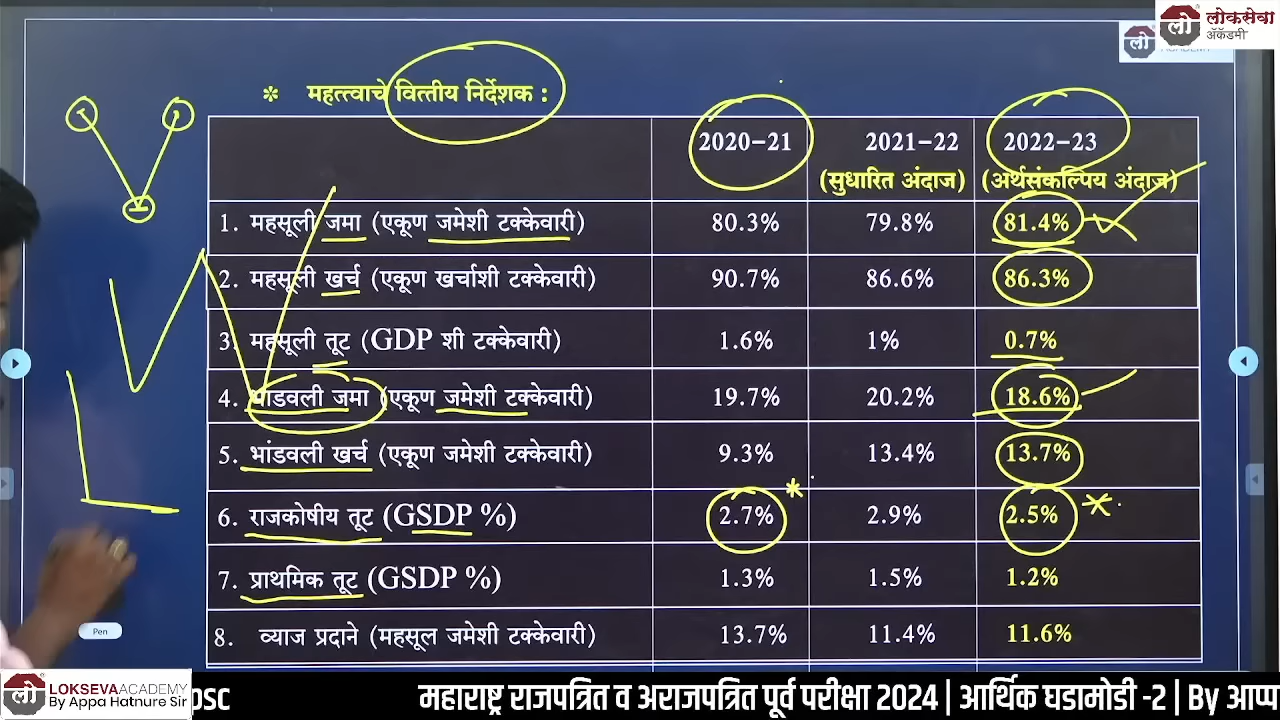 लो लोकसेवा
ॲकॅडमी
लो ACADEMY
* महत्त्वाचे वित्तीय निर्देशक :
2020-21 2021-22 2022-23
(सुधारित अंदाज) (अर्थसंकल्पिय अंदाज)
1. महसूली जमा (एकूण जमेशी टक्केवारी) 80.3% 79.8% 81.4%
2. महसूली खर्च (एकूण खर्चाशी टक्केवारी) 90.7% 86.6% 86.3%
3. महसूली तूट (GDP शी टक्केवारी) 1.6% 1% 0.7%
4. भांडवली जमा (एकूण जमेशी टक्केवारी) 19.7% 20.2% 18.6%
5. भांडवली खर्च (एकूण जमेशी टक्केवारी) 9.3% 13.4% 13.7%
6. राजकोषीय तूट (GSDP %) 2.7% * 2.9% 2.5% *
7. प्राथमिक तूट (GSDP %) 1.3% 1.5% 1.2%
8. व्याज प्रदाने (महसूल जमेशी टक्केवारी) 13.7% 11.4% 11.6%
Pen
लो LOKSEVA ACADEMY
By Appa Hatnure Sir
महाराष्ट्र राजपत्रित व अराजपत्रित पूर्व परीक्षा 2024 | आर्थिक घडामोडी -2 | By